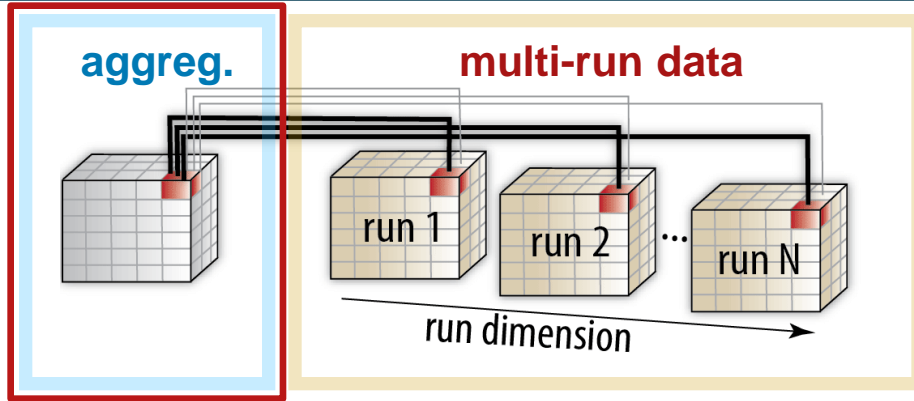 aggreg.
multi-run data
run 1
run 2
...
run N
run dimension